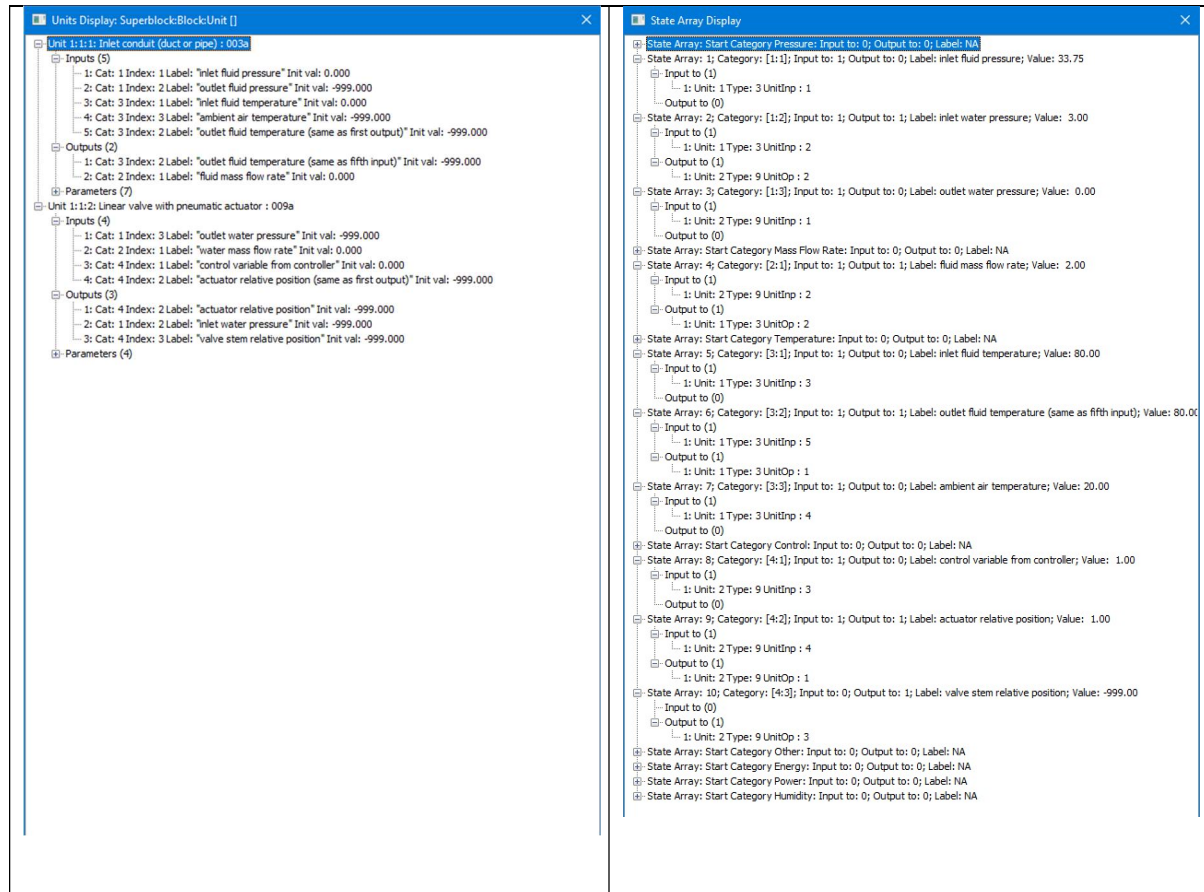 Units Display: Superblock:Block:Unit []
Unit 1:1:1: Inlet conduit (duct or pipe) : 003a
Inputs (5)
1: Cat: 1 Index: 1 Label: "inlet fluid pressure" Init val: 0.000
2: Cat: 1 Index: 2 Label: "outlet fluid pressure" Init val: -999.000
3: Cat: 3 Index: 1 Label: "inlet fluid temperature" Init val: 0.000
4: Cat: 3 Index: 3 Label: "ambient air temperature" Init val: -999.000
5: Cat: 3 Index: 2 Label: "outlet fluid temperature (same as first output)" Init val: -999.000
Outputs (2)
1: Cat: 3 Index: 2 Label: "outlet fluid temperature (same as fifth input)" Init val: -999.000
2: Cat: 2 Index: 1 Label: "fluid mass flow rate" Init val: 0.000
Parameters (7)
Unit 1:1:2: Linear valve with pneumatic actuator : 009a
Inputs (4)
1: Cat: 1 Index: 3 Label: "outlet water pressure" Init val: -999.000
2: Cat: 2 Index: 1 Label: "water mass flow rate" Init val: 0.000
3: Cat: 4 Index: 1 Label: "control variable from controller" Init val: 0.000
4: Cat: 4 Index: 2 Label: "actuator relative position (same as first output)" Init val: -999.000
Outputs (3)
1: Cat: 4 Index: 2 Label: "actuator relative position" Init val: -999.000
2: Cat: 1 Index: 2 Label: "inlet water pressure" Init val: -999.000
3: Cat: 4 Index: 3 Label: "valve stem relative position" Init val: -999.000
Parameters (4)
State Array Display
State Array: Start Category Pressure: Input to: 0; Output to: 0; Label: NA
State Array: 1; Category: [1:1]; Input to: 1; Output to: 0; Label: inlet fluid pressure; Value: 33.75
Input to (1)
1: Unit: 1 Type: 3 UnitInp : 1
Output to (0)
State Array: 2; Category: [1:2]; Input to: 1; Output to: 1; Label: inlet water pressure; Value: 3.00
Input to (1)
1: Unit: 1 Type: 3 UnitInp : 2
Output to (1)
1: Unit: 2 Type: 9 UnitOp : 2
State Array: 3; Category: [1:3]; Input to: 1; Output to: 0; Label: outlet water pressure; Value: 0.00
Input to (1)
1: Unit: 2 Type: 9 UnitInp : 1
Output to (0)
State Array: Start Category Mass Flow Rate: Input to: 0; Output to: 0; Label: NA
State Array: 4; Category: [2:1]; Input to: 1; Output to: 1; Label: fluid mass flow rate; Value: 2.00
Input to (1)
1: Unit: 2 Type: 9 UnitInp : 2
Output to (1)
1: Unit: 1 Type: 3 UnitOp : 2
State Array: Start Category Temperature: Input to: 0; Output to: 0; Label: NA
State Array: 5; Category: [3:1]; Input to: 1; Output to: 0; Label: inlet fluid temperature; Value: 80.00
Input to (1)
1: Unit: 1 Type: 3 UnitInp : 3
Output to (0)
State Array: 6; Category: [3:2]; Input to: 1; Output to: 1; Label: outlet fluid temperature (same as fifth input); Value: 80.00
Input to (1)
1: Unit: 1 Type: 3 UnitInp : 5
Output to (1)
1: Unit: 1 Type: 3 UnitOp : 1
State Array: 7; Category: [3:3]; Input to: 1; Output to: 0; Label: ambient air temperature; Value: 20.00
Input to (1)
1: Unit: 1 Type: 3 UnitInp : 4
Output to (0)
State Array: Start Category Control: Input to: 0; Output to: 0; Label: NA
State Array: 8; Category: [4:1]; Input to: 1; Output to: 0; Label: control variable from controller; Value: 1.00
Input to (1)
1: Unit: 2 Type: 9 UnitInp : 3
Output to (0)
State Array: 9; Category: [4:2]; Input to: 1; Output to: 1; Label: actuator relative position; Value: 1.00
Input to (1)
1: Unit: 2 Type: 9 UnitInp : 4
Output to (1)
1: Unit: 2 Type: 9 UnitOp : 1
State Array: 10; Category: [4:3]; Input to: 0; Output to: 1; Label: valve stem relative position; Value: -999.00
Input to (0)
Output to (1)
1: Unit: 2 Type: 9 UnitOp : 3
State Array: Start Category Other: Input to: 0; Output to: 0; Label: NA
State Array: Start Category Energy: Input to: 0; Output to: 0; Label: NA
State Array: Start Category Power: Input to: 0; Output to: 0; Label: NA
State Array: Start Category Humidity: Input to: 0; Output to: 0; Label: NA